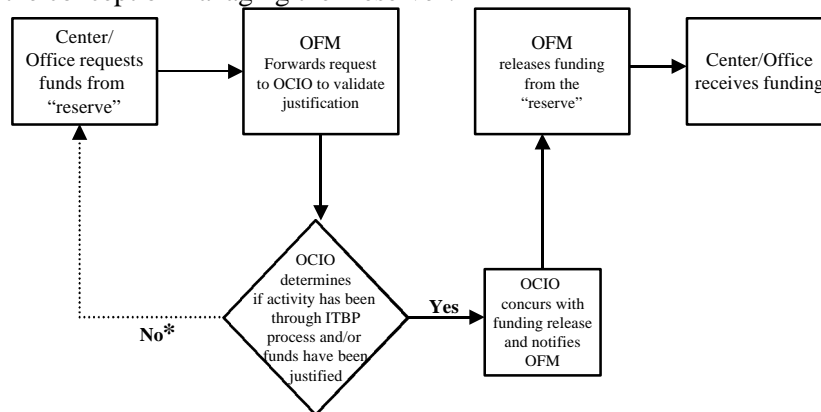 managing the
Center/
Office requests
funds from
“reserve”
OFM
Forwards request
to OCIO to validate
justification
OFM
releases funding
from the
“reserve”
Center/Office
receives funding
OCIO
determines
if activity has been
through ITBP
process and/or
funds have been
justified
No*
Yes
OCIO
concurs with
funding release
and notifies
OFM